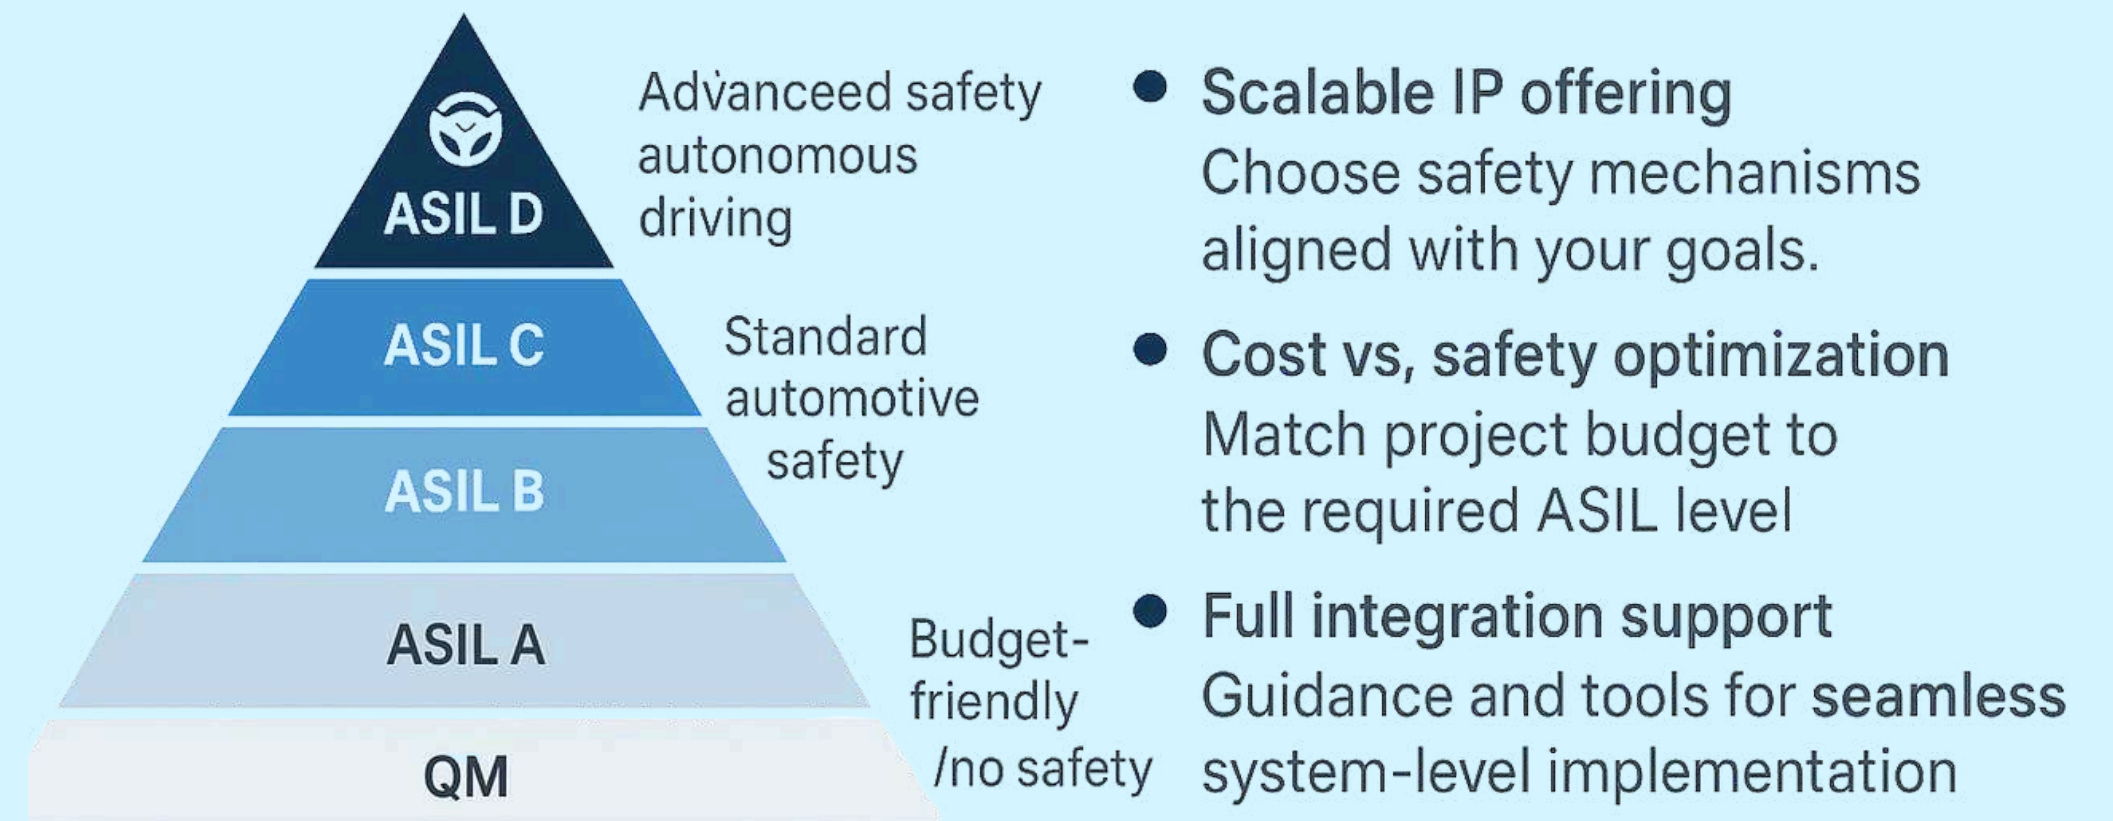 ASIL D
Advanceed safety
autonomous
driving
ASIL C
Standard
automotive
safety
ASIL B
ASIL A
Budget-
friendly
/no safety
QM
Scalable IP offering
Choose safety mechanisms
aligned with your goals.
Cost vs, safety optimization
Match project budget to
the required ASIL level
Full integration support
Guidance and tools for seamless
system-level implementation